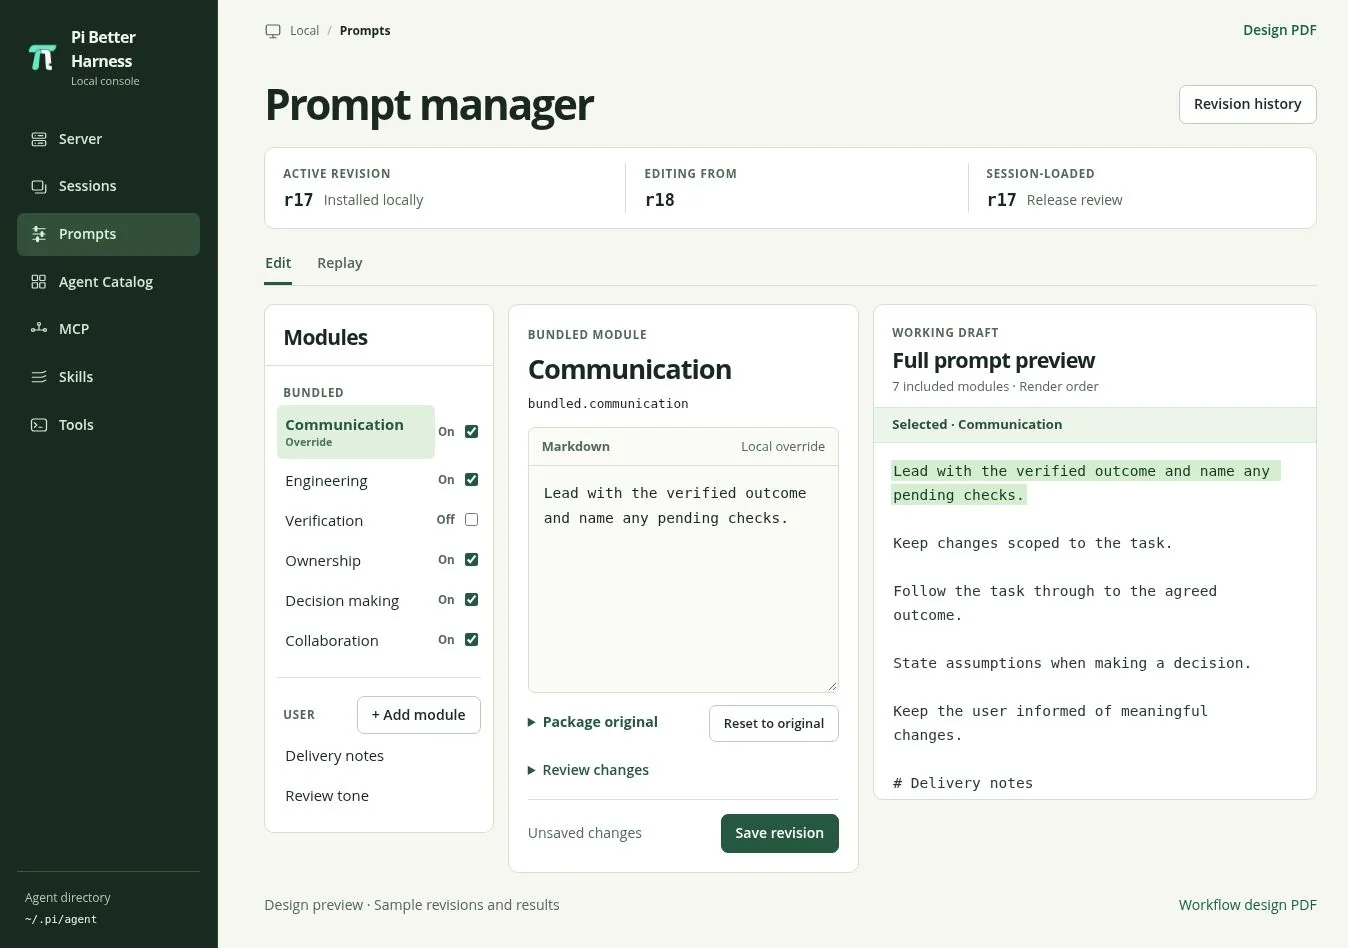 Pi Better
Harness
Local console
Server
Sessions
Prompts
Agent Catalog
MCP
Skills
Tools
Agent directory
~/.pi/agent
Local / Prompts
Design PDF
Prompt manager
Revision history
ACTIVE REVISION
r17 Installed locally
EDITING FROM
r18
SESSION-LOADED
r17 Release review
Edit Replay
Modules
BUNDLED
Communication
Override
On
Engineering On
Verification Off
Ownership On
Decision making On
Collaboration On
USER
+ Add module
Delivery notes
Review tone
BUNDLED MODULE
Communication
bundled.communication
Markdown Local override
Lead with the verified outcome
and name any pending checks.
Package original
Reset to original
Review changes
Unsaved changes
Save revision
WORKING DRAFT
Full prompt preview
7 included modules · Render order
Selected · Communication
Lead with the verified outcome and name any
pending checks.
Keep changes scoped to the task.
Follow the task through to the agreed
outcome.
State assumptions when making a decision.
Keep the user informed of meaningful
changes.
# Delivery notes
Design preview · Sample revisions and results
Workflow design PDF